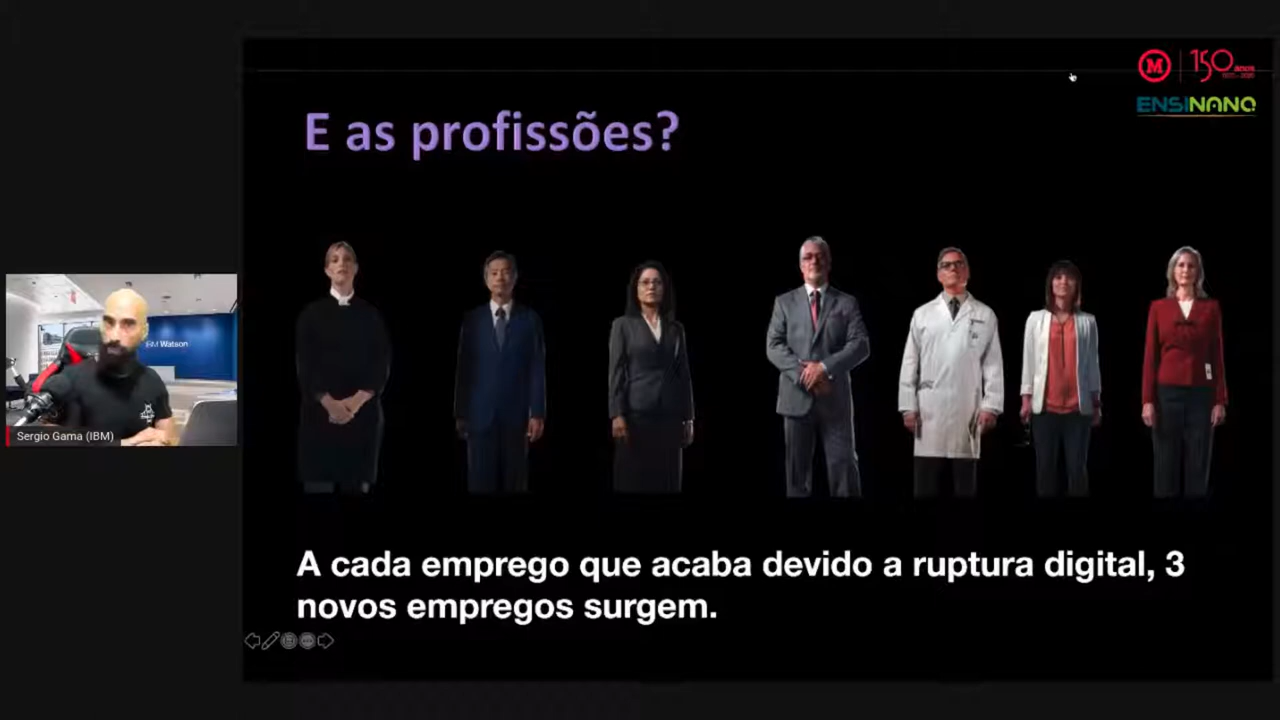 M
150 anos
ENSINANO
E as profissões?
IBM Watson
Sergio Gama (IBM)
A cada emprego que acaba devido a ruptura digital, 3
novos empregos surgem.